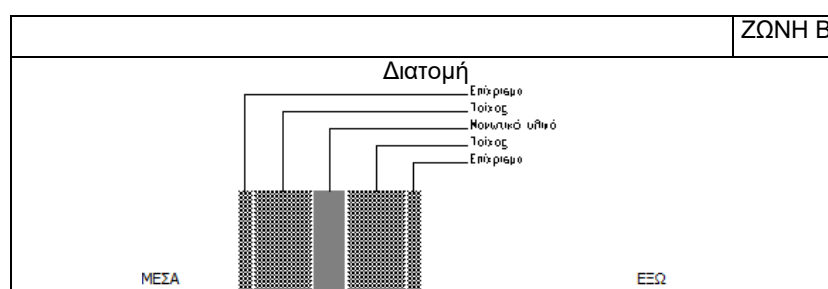 ΖΩΝΗ Β
Διατομή
Επίχρισμα
Τοίχος
Μονωτικό υλικό
Τοίχος
Επίχρισμα
ΜΕΣΑ
ΕΞΩ